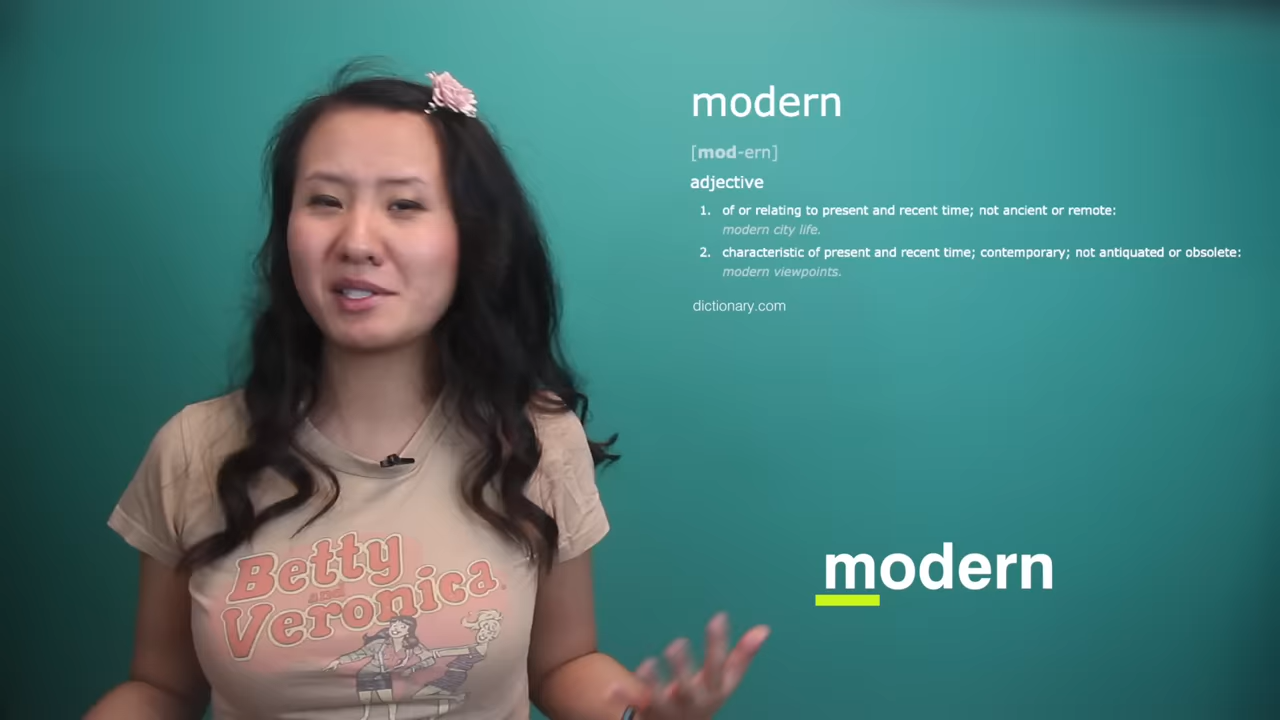 modern
[mod-ern]
adjective
1. of or relating to present and recent time; not ancient or remote:
modern city life.
2. characteristic of present and recent time; contemporary; not antiquated or obsolete:
modern viewpoints.
dictionary.com
modern
Betty
and
Veronica